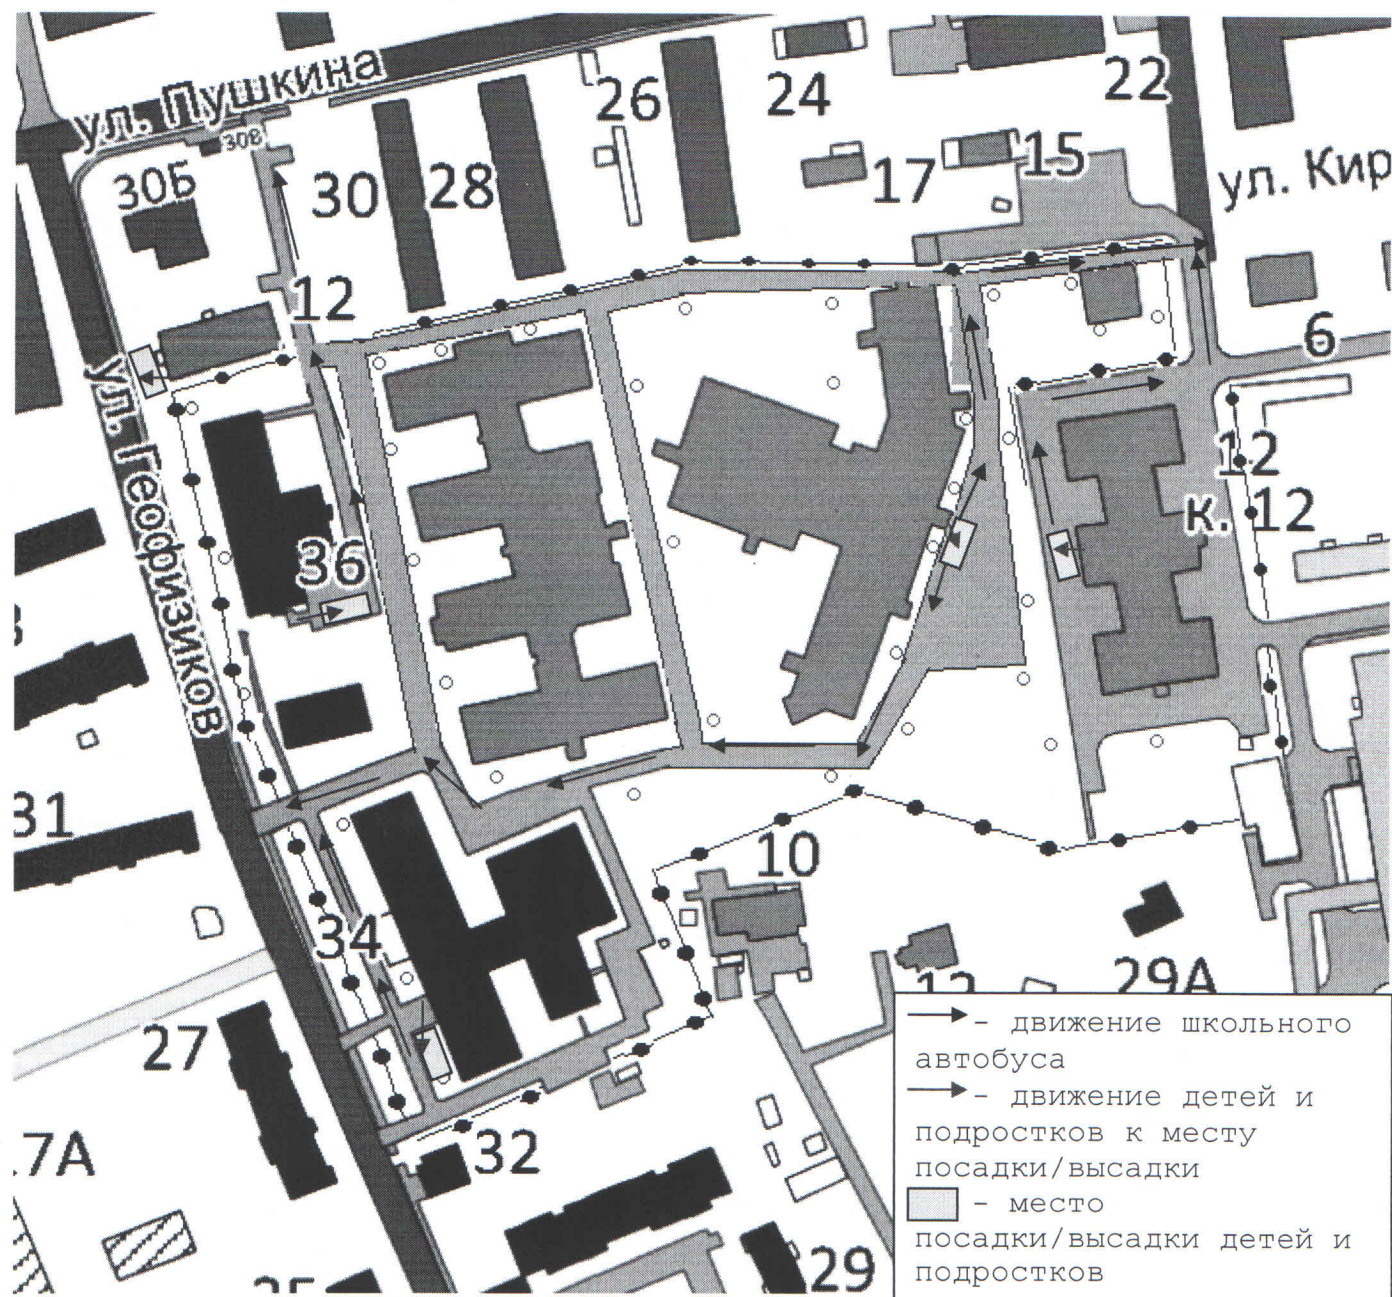 ул. Пушкина
30В
30Б
30
28
26
24
22
17
15
ул. Кир
12
6
ул. Геофизиков
12
к. 12
36
31
10
34
29А
12
27
7А
32
29
- движение школьного
автобуса
- движение детей и
подростков к месту
посадки/высадки
- место
посадки/высадки детей и
подростков